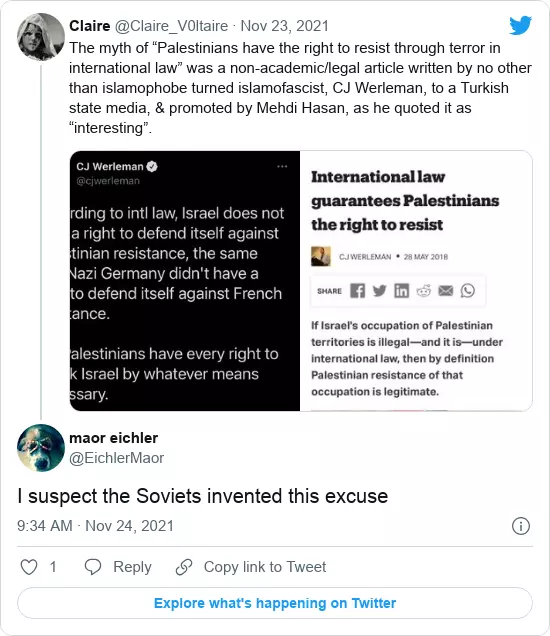 Claire @Claire_V0ltaire · Nov 23, 2021
The myth of “Palestinians have the right to resist through terror in
international law” was a non-academic/legal article written by no other
than islamophobe turned islamofascist, CJ Werleman, to a Turkish
state media, & promoted by Mehdi Hasan, as he quoted it as
“interesting”.
CJ Werleman
@cjwerleman
rding to intl law, Israel does not
a right to defend itself against
stinian resistance, the same
Nazi Germany didn't have a
to defend itself against French
tance.
alestinians have every right to
k Israel by whatever means
ssary.
International law
guarantees Palestinians
the right to resist
CJ WERLEMAN • 28 MAY 2018
SHARE
If Israel's occupation of Palestinian
territories is illegal—and it is—under
international law, then by definition
Palestinian resistance of that
occupation is legitimate.
maor eichler
@EichlerMaor
I suspect the Soviets invented this excuse
9:34 AM · Nov 24, 2021
1 Reply Copy link to Tweet
Explore what's happening on Twitter